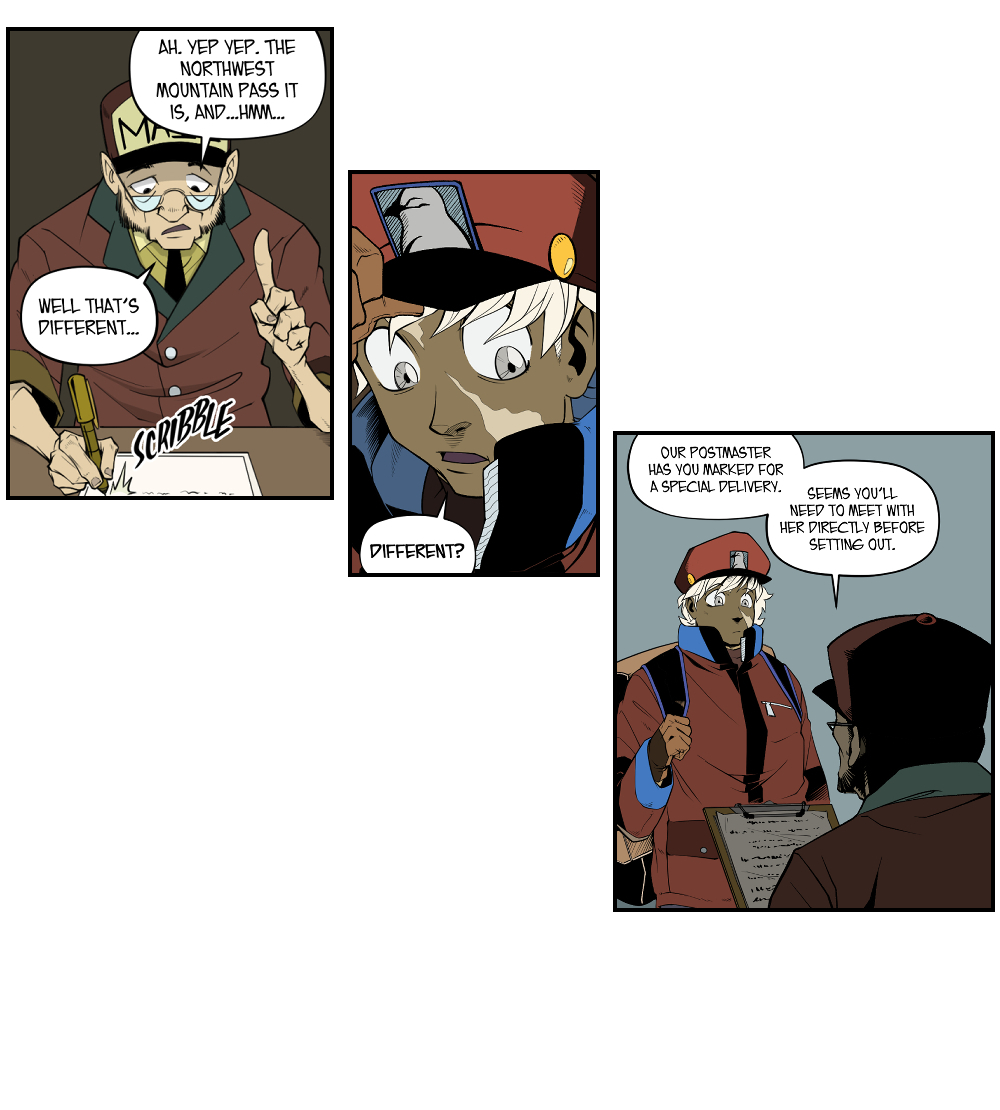 AH. YEP YEP. THE
NORTHWEST
MOUNTAIN PASS IT
IS, AND...HMM...
WELL THAT'S
DIFFERENT...
SCRIBBLE
DIFFERENT?
OUR POSTMASTER
HAS YOU MARKED FOR
A SPECIAL DELIVERY.
SEEMS YOU'LL
NEED TO MEET WITH
HER DIRECTLY BEFORE
SETTING OUT.